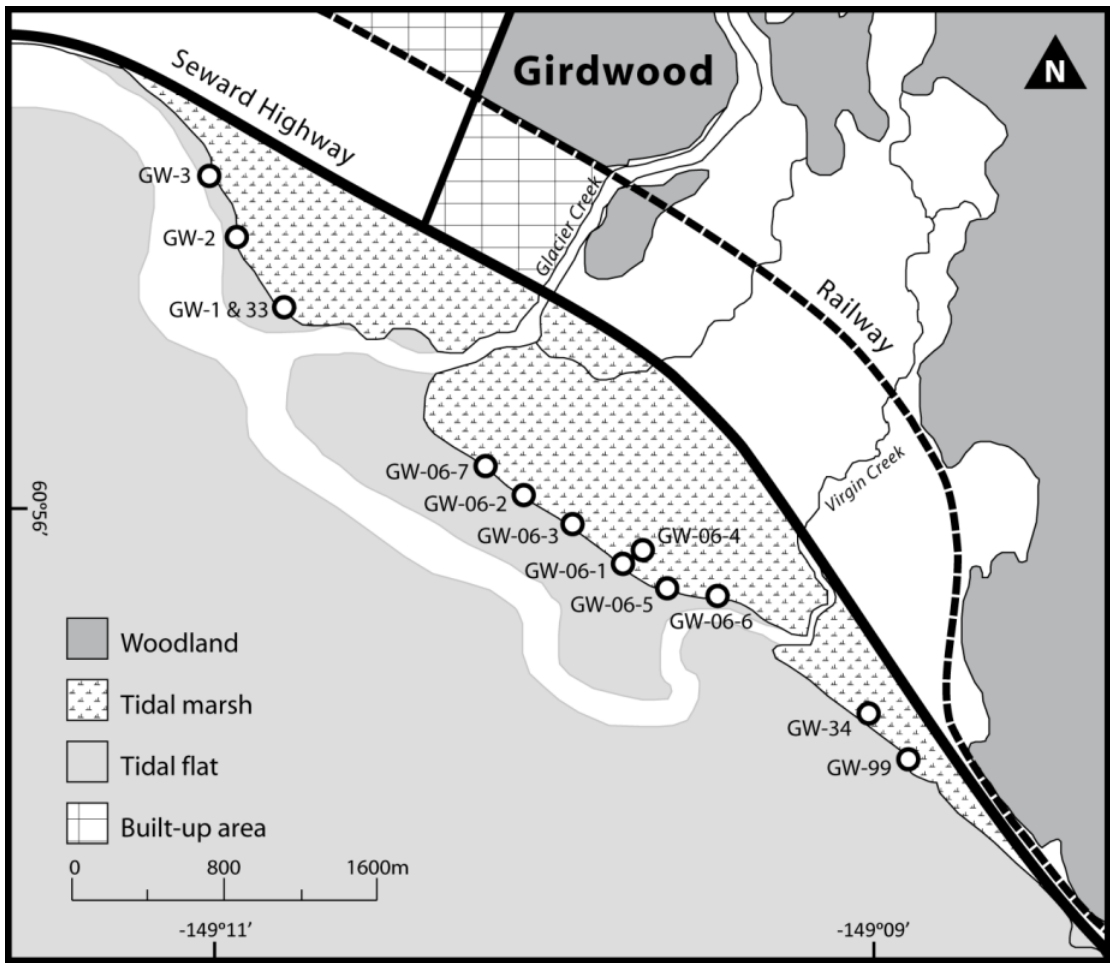 Girdwood
N
Seward Highway
GW-3
Glacier Creek
GW-2
Railway
GW-1 & 33
GW-06-7
Virgin Creek
60°56’
GW-06-2
GW-06-3
GW-06-4
GW-06-1
GW-06-5
GW-06-6
Woodland
Tidal marsh
GW-34
Tidal flat
GW-99
Built-up area
0 800 1600m
-149°11’ -149°09’